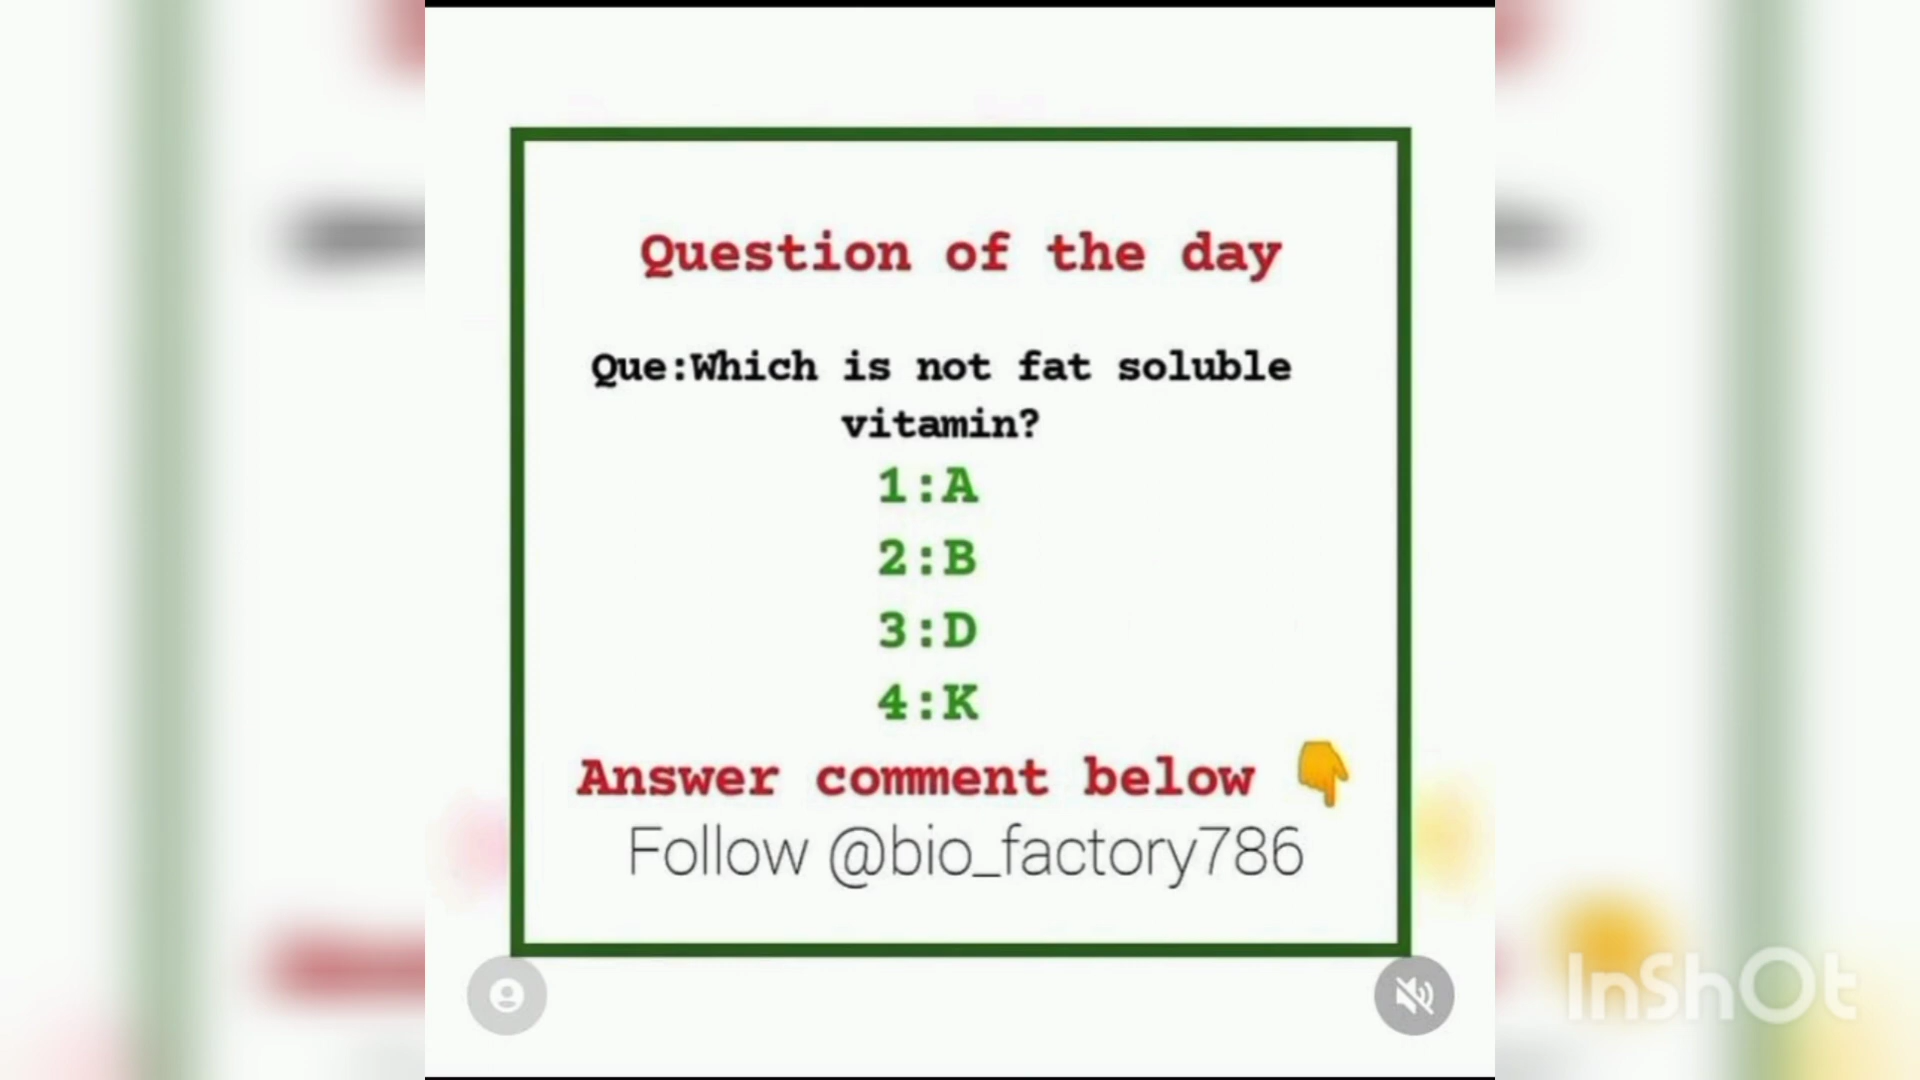 Question of the day
Que:Which is not fat soluble
vitamin?
1:A
2:B
3:D
4:K
Answer comment below 👇
Follow @bio_factory786
InShOt